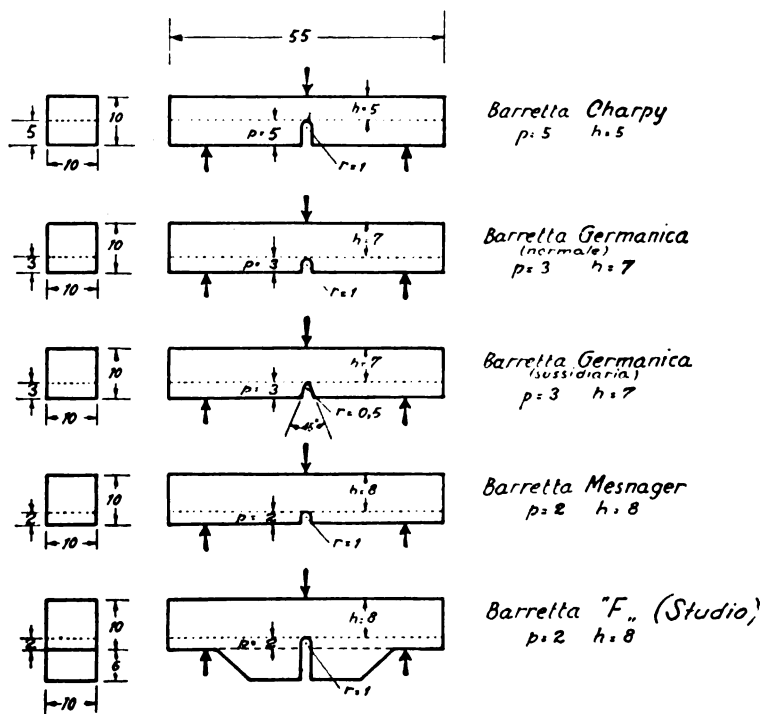 55
5
10
10
p=5
h=5
r=1
Barretta Charpy
p=5 h=5
3
10
10
p=3
h=7
r=1
Barretta Germanica
(normale)
p=3 h=7
3
10
10
p=3
h=7
r=0,5
45°
Barretta Germanica
(sussidiaria)
p=3 h=7
2
10
10
p=2
h=8
r=1
Barretta Mesnager
p=2 h=8
2
10
6
10
p=2
h=8
r=1
Barretta "F„ (Studio)
p=2 h=8